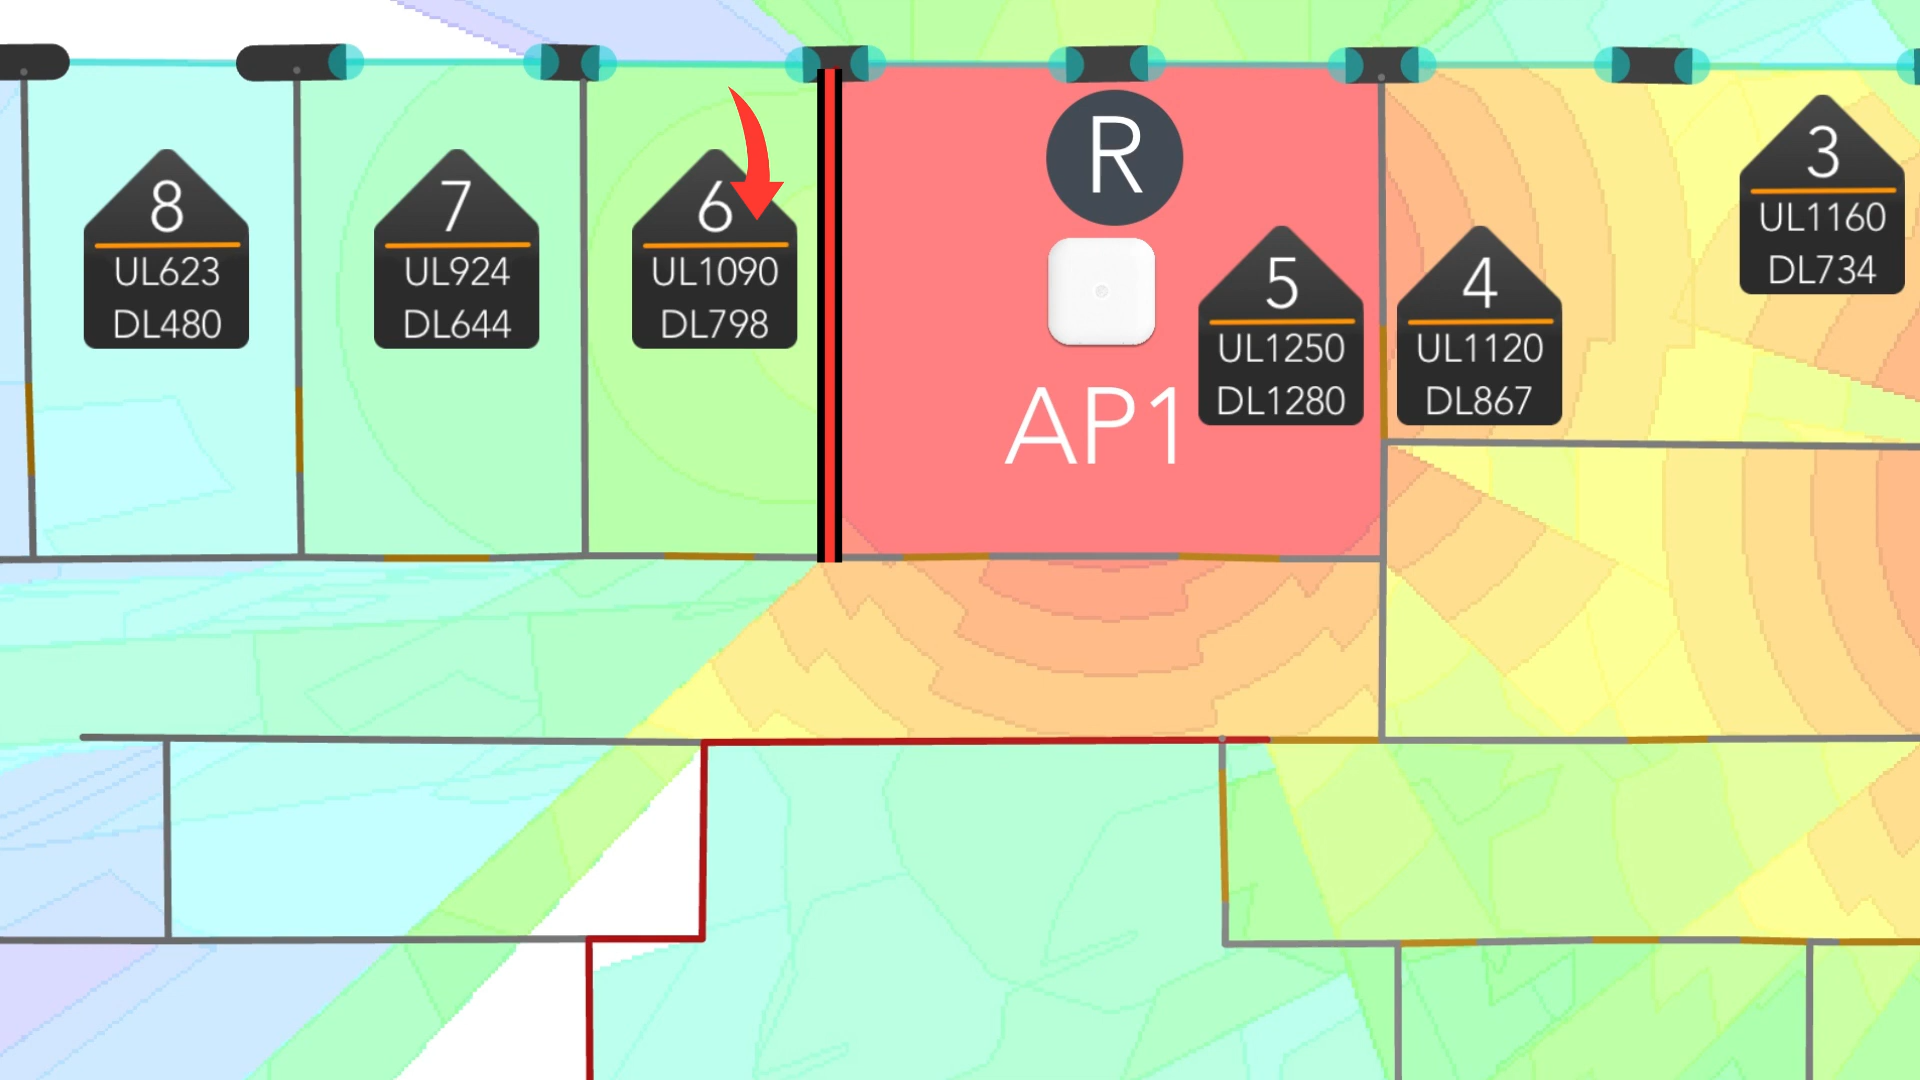 8
UL623
DL480
7
UL924
DL644
6
UL1090
DL798
R
AP1
5
UL1250
DL1280
4
UL1120
DL867
3
UL1160
DL734